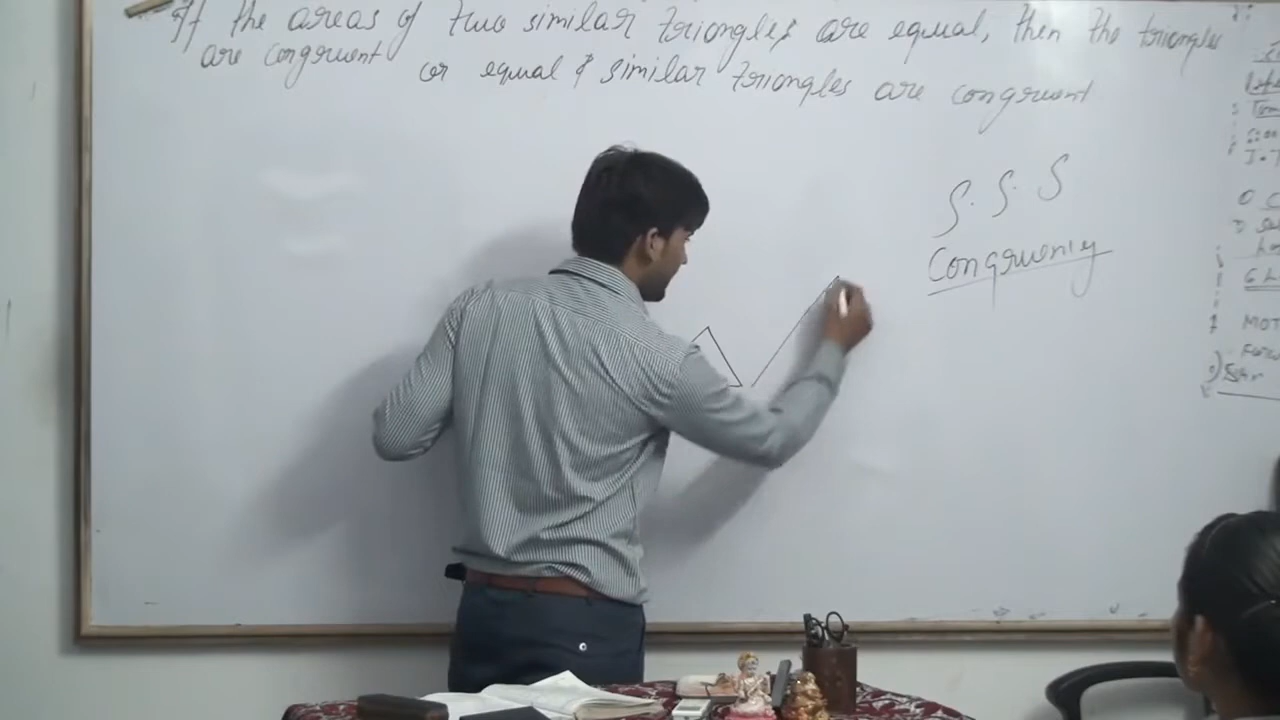 If the areas of two similar triangles are equal, then the triangles
are congruent
or equal & similar triangles are congruent
S. S. S
Congruency
MOT